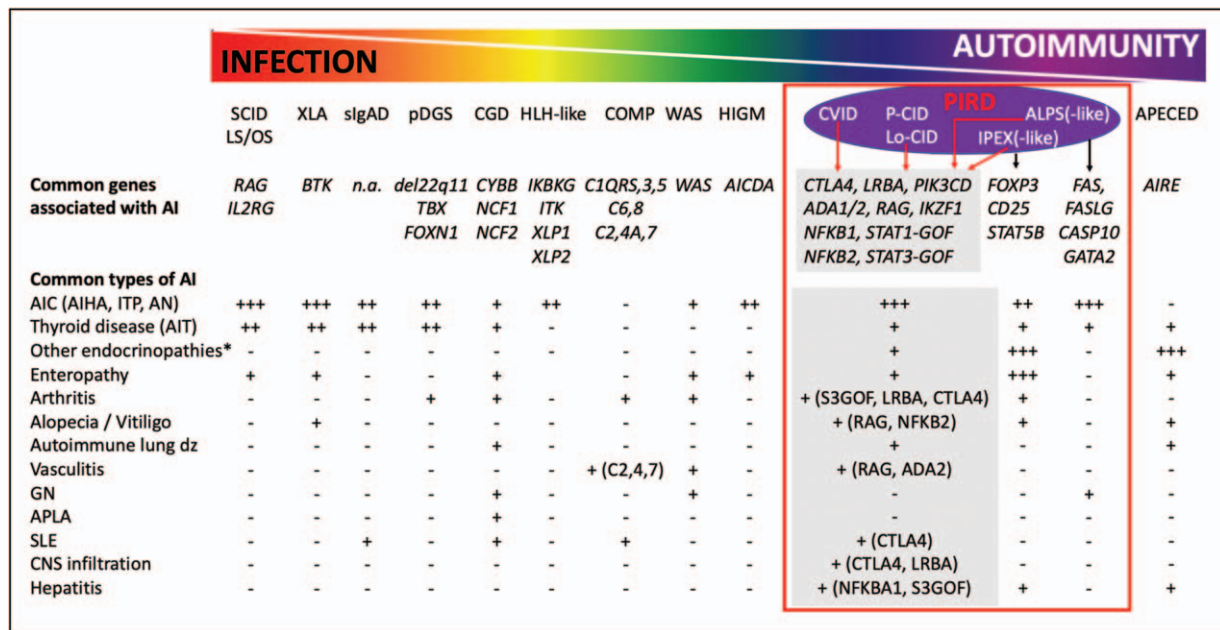 INFECTION AUTOIMMUNITY
PIRD
SCID XLA sIgAD pDGS CGD HLH-like COMP WAS HIGM CVID P-CID ALPS(-like) APECED
LS/OS Lo-CID IPEX(-like)
Common genes RAG BTK n.a. del22q11 CYBB IKBKG C1QRS,3,5 WAS AICDA CTLA4, LRBA, PIK3CD FOXP3 FAS, AIRE
associated with AI IL2RG TBX NCF1 ITK C6,8 ADA1/2, RAG, IKZF1 CD25 FASLG
FOXN1 NCF2 XLP1 C2,4A,7 NFKB1, STAT1-GOF STAT5B CASP10
XLP2 NFKB2, STAT3-GOF GATA2
Common types of AI
AIC (AIHA, ITP, AN) +++ +++ ++ ++ + ++ - + ++ +++ ++ +++ -
Thyroid disease (AIT) ++ ++ ++ ++ + - - - - + + + +
Other endocrinopathies* - - - - - - - - - + +++ - +++
Enteropathy + + - - + - - + + + +++ - +
Arthritis - - - + + - + + - + (S3GOF, LRBA, CTLA4) + - -
Alopecia / Vitiligo - + - - - - - - - + (RAG, NFKB2) + - +
Autoimmune lung dz - - - - + - - - - + - - +
Vasculitis - - - - - - + (C2,4,7) + - + (RAG, ADA2) - - -
GN - - - - + - - + - - - + -
APLA - - - - + - - - - - - - -
SLE - - + - + - + - - + (CTLA4) - - -
CNS infiltration - - - - - - - - - + (CTLA4, LRBA) - - -
Hepatitis - - - - - - - - - + (NFKBA1, S3GOF) + - +